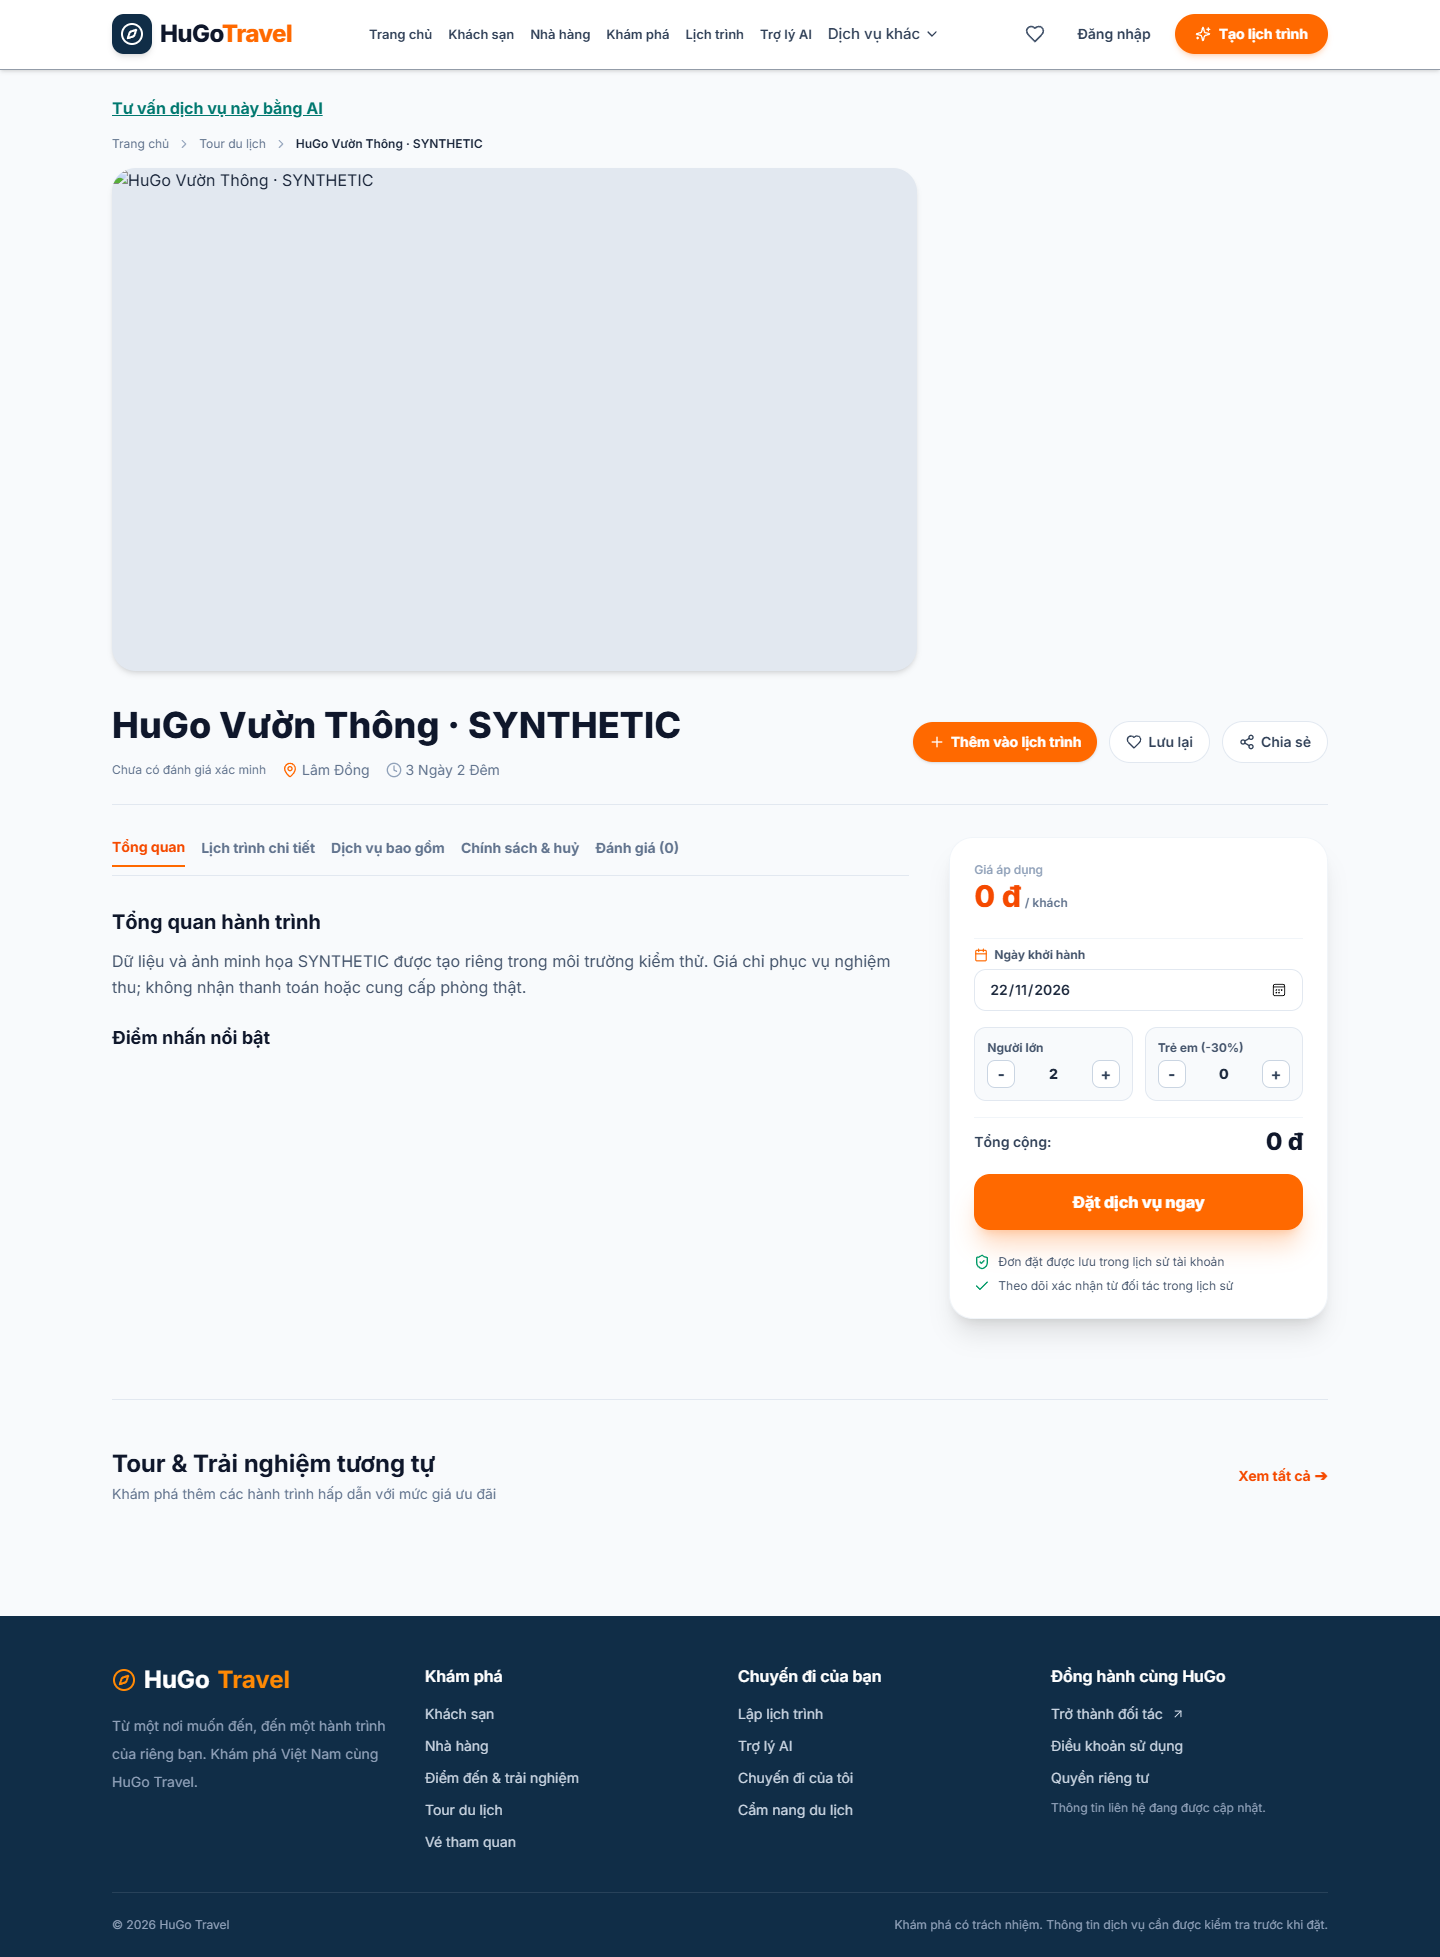 HuGoTravel
Trang chủ
Khách sạn
Nhà hàng
Khám phá
Lịch trình
Trợ lý AI
Dịch vụ khác
Đăng nhập
Tạo lịch trình
Tư vấn dịch vụ này bằng AI
Trang chủ
Tour du lịch
HuGo Vườn Thông · SYNTHETIC
HuGo Vườn Thông · SYNTHETIC
HuGo Vườn Thông · SYNTHETIC
Chưa có đánh giá xác minh
Lâm Đồng
3 Ngày 2 Đêm
Thêm vào lịch trình
Lưu lại
Chia sẻ
Tổng quan
Lịch trình chi tiết
Dịch vụ bao gồm
Chính sách & huỷ
Đánh giá (0)
Tổng quan hành trình
Dữ liệu và ảnh minh họa SYNTHETIC được tạo riêng trong môi trường kiểm thử. Giá chỉ phục vụ nghiệm
thu; không nhận thanh toán hoặc cung cấp phòng thật.
Điểm nhấn nổi bật
Giá áp dụng
0 đ / khách
Ngày khởi hành
22/11/2026
Người lớn
- 2 +
Trẻ em (-30%)
- 0 +
Tổng cộng:
0 đ
Đặt dịch vụ ngay
Đơn đặt được lưu trong lịch sử tài khoản
Theo dõi xác nhận từ đối tác trong lịch sử
Tour & Trải nghiệm tương tự
Khám phá thêm các hành trình hấp dẫn với mức giá ưu đãi
Xem tất cả ➔
HuGo Travel
Từ một nơi muốn đến, đến một hành trình
của riêng bạn. Khám phá Việt Nam cùng
HuGo Travel.
Khám phá
Khách sạn
Nhà hàng
Điểm đến & trải nghiệm
Tour du lịch
Vé tham quan
Chuyến đi của bạn
Lập lịch trình
Trợ lý AI
Chuyến đi của tôi
Cẩm nang du lịch
Đồng hành cùng HuGo
Trở thành đối tác
Điều khoản sử dụng
Quyền riêng tư
Thông tin liên hệ đang được cập nhật.
© 2026 HuGo Travel
Khám phá có trách nhiệm. Thông tin dịch vụ cần được kiểm tra trước khi đặt.